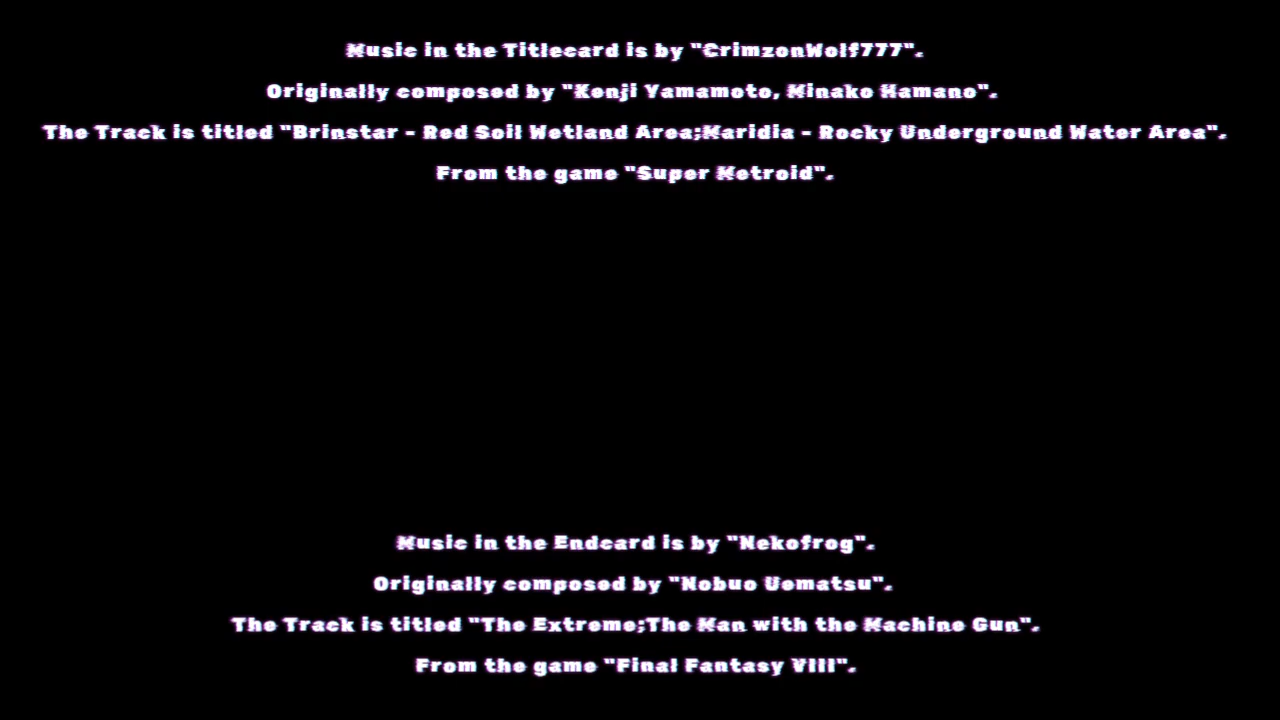 Music in the Titlecard is by "CrimzonWolf777".
Originally composed by "Kenji Yamamoto, Minako Hamano".
The Track is titled "Brinstar - Red Soil Wetland Area;Maridia - Rocky Underground Water Area".
From the game "Super Metroid".
Music in the Endcard is by "Nekofrog".
Originally composed by "Nobuo Uematsu".
The Track is titled "The Extreme;The Man with the Machine Gun".
From the game "Final Fantasy VIII".